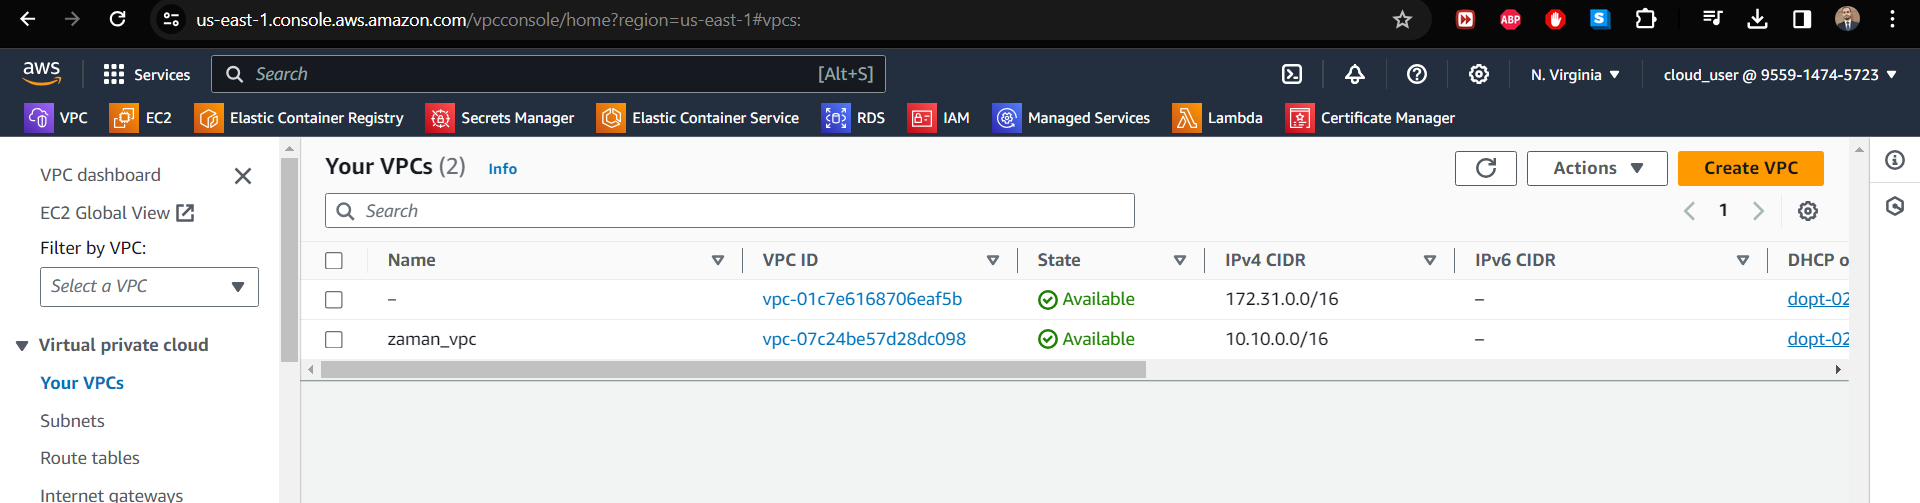 us-east-1.console.aws.amazon.com/vpcconsole/home?region=us-east-1#vpcs:
ABP
S
aws Services Search [Alt+S] N. Virginia cloud_user @ 9559-1474-5723
VPC EC2 Elastic Container Registry Secrets Manager Elastic Container Service RDS IAM Managed Services Lambda Certificate Manager
VPC dashboard
EC2 Global View
Filter by VPC:
Select a VPC
Virtual private cloud
Your VPCs
Subnets
Route tables
Internet gateways
Your VPCs (2) Info Actions Create VPC
Search 1
Name VPC ID State IPv4 CIDR IPv6 CIDR DHCP o
– vpc-01c7e6168706eaf5b Available 172.31.0.0/16 – dopt-02
zaman_vpc vpc-07c24be57d28dc098 Available 10.10.0.0/16 – dopt-02